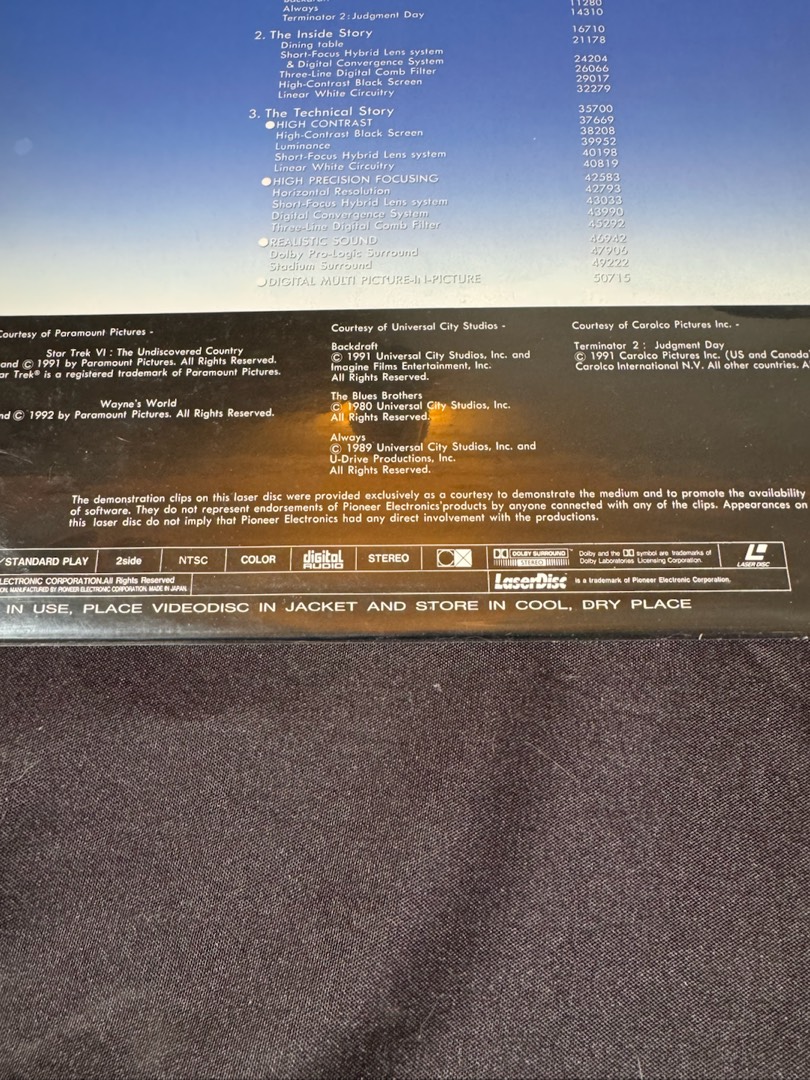 Always 11280
Terminator 2:Judgment Day 14310
2. The Inside Story 16710
Dining table 21178
Short-Focus Hybrid Lens system
& Digital Convergence System 24204
Three-Line Digital Comb Filter 26066
High-Contrast Black Screen 29017
Linear White Circuitry 32279
3. The Technical Story 35700
HIGH CONTRAST 37669
High-Contrast Black Screen 38208
Luminance 39952
Short-Focus Hybrid Lens system 40198
Linear White Circuitry 40819
HIGH PRECISION FOCUSING 42583
Horizontal Resolution 42793
Short-Focus Hybrid Lens system 43033
Digital Convergence System 43990
Three-Line Digital Comb Filter 45292
REALISTIC SOUND 46942
Dolby Pro-Logic Surround 47906
Stadium Surround 49222
DIGITAL MULTI PICTURE-IN-PICTURE 50715
Courtesy of Paramount Pictures -
Star Trek VI : The Undiscovered Country
and © 1991 by Paramount Pictures. All Rights Reserved.
ar Trek® is a registered trademark of Paramount Pictures.
Wayne's World
nd © 1992 by Paramount Pictures. All Rights Reserved.
Courtesy of Universal City Studios -
Backdraft
© 1991 Universal City Studios, Inc. and
Imagine Films Entertainment, Inc.
All Rights Reserved.
The Blues Brothers
© 1980 Universal City Studios, Inc.
All Rights Reserved.
Always
© 1989 Universal City Studios, Inc. and
U-Drive Productions, Inc.
All Rights Reserved.
Courtesy of Carolco Pictures Inc. -
Terminator 2 : Judgment Day
© 1991 Carolco Pictures Inc. (US and Canada)
Carolco International N.V. All other countries. A
The demonstration clips on this laser disc were provided exclusively as a courtesy to demonstrate the medium and to promote the availability
of software. They do not represent endorsements of Pioneer Electronics' products by anyone connected with any of the clips. Appearances on
this laser disc do not imply that Pioneer Electronics had any direct involvement with the productions.
STANDARD PLAY 2side NTSC COLOR digital AUDIO STEREO CX DOLBY SURROUND STEREO Dolby and the DD symbol are trademarks of Dolby Laboratories Licensing Corporation. LASER DISC
LECTRONIC CORPORATION.All Rights Reserved
ON. MANUFACTURED BY PIONEER ELECTRONIC CORPORATION. MADE IN JAPAN.
LaserDisc is a trademark of Pioneer Electronic Corporation.
IN USE, PLACE VIDEODISC IN JACKET AND STORE IN COOL, DRY PLACE